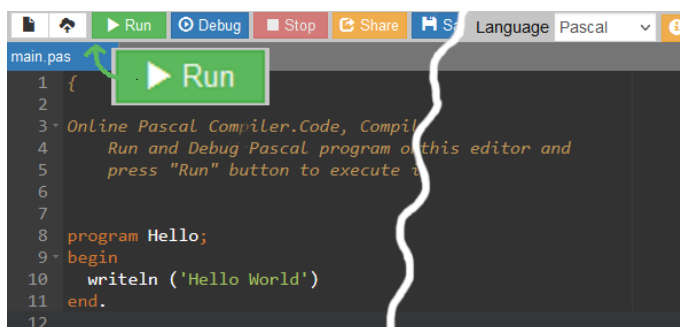 Run Debug Stop Share Language Pascal
main.pas
Run
1 {
2
3 Online Pascal Compiler.Code,
4 Run and Debug Pascal program this editor and
5 press "Run" button to execute
6
7
8 program Hello;
9 begin
10 writeln ('Hello World')
11 end.
12